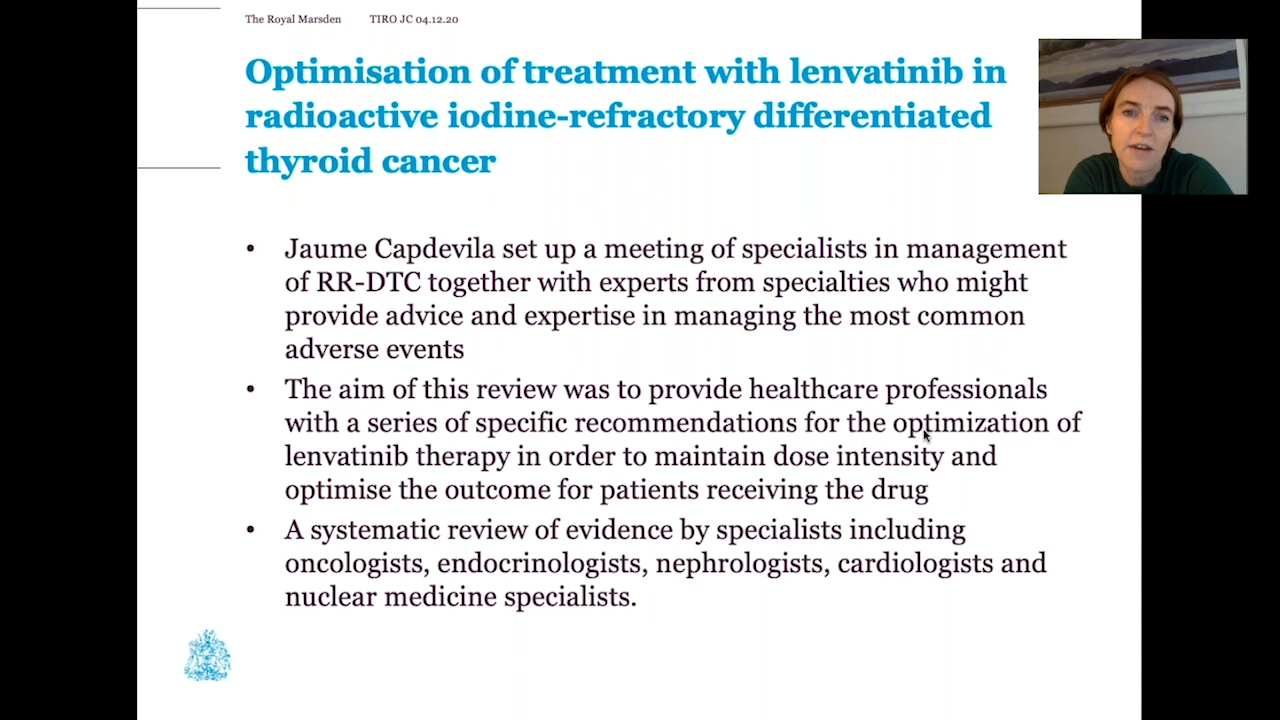 The Royal Marsden TIRO JC 04.12.20
Optimisation of treatment with lenvatinib in
radioactive iodine-refractory differentiated
thyroid cancer
• Jaume Capdevila set up a meeting of specialists in management
of RR-DTC together with experts from specialties who might
provide advice and expertise in managing the most common
adverse events
• The aim of this review was to provide healthcare professionals
with a series of specific recommendations for the optimization of
lenvatinib therapy in order to maintain dose intensity and
optimise the outcome for patients receiving the drug
• A systematic review of evidence by specialists including
oncologists, endocrinologists, nephrologists, cardiologists and
nuclear medicine specialists.